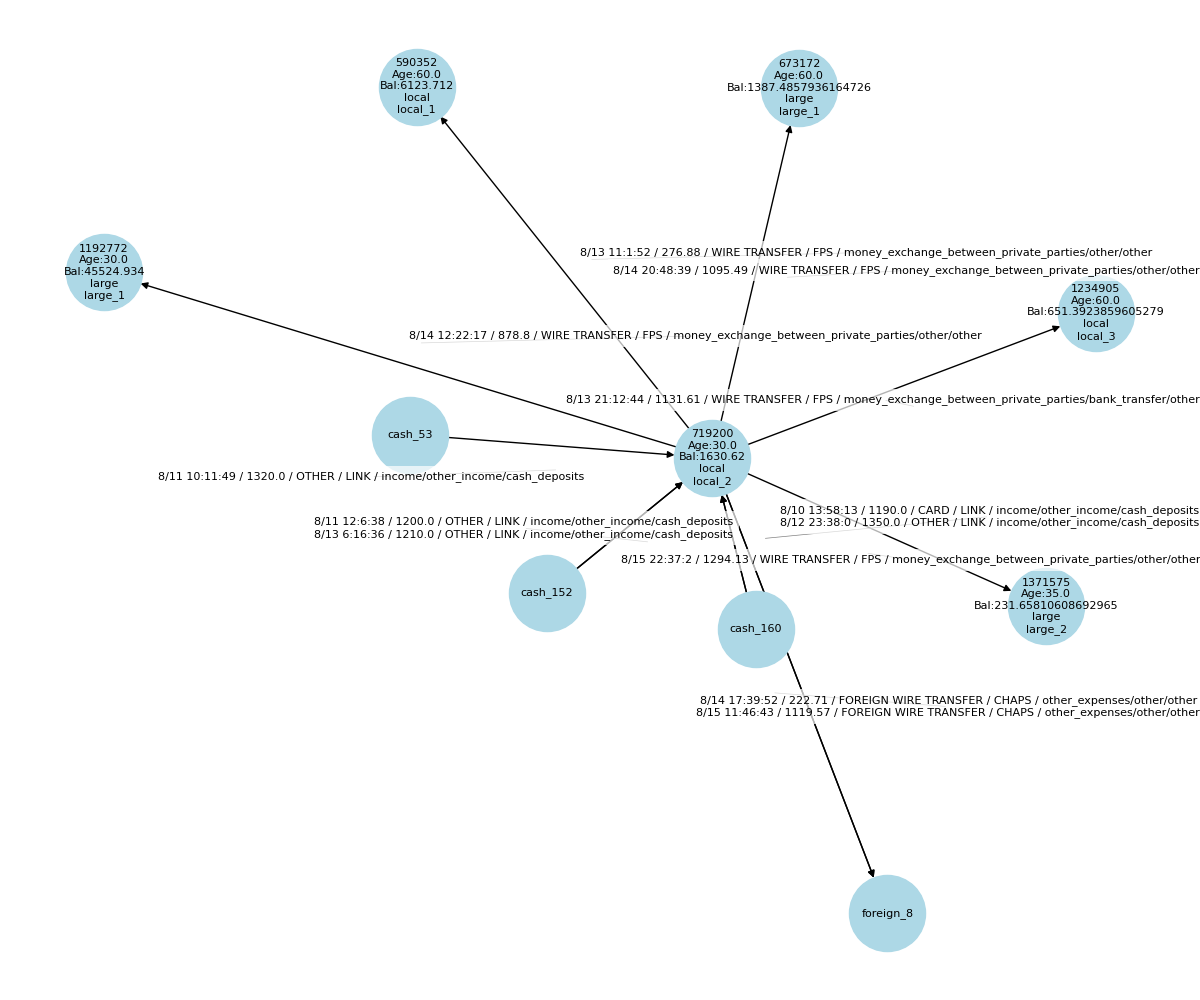 590352
Age:60.0
Bal:6123.712
local
local_1
673172
Age:60.0
Bal:1387.4857936164726
large
large_1
1192772
Age:30.0
Bal:45524.934
large
large_1
8/13 11:1:52 / 276.88 / WIRE TRANSFER / FPS / money_exchange_between_private_parties/other/other
8/14 20:48:39 / 1095.49 / WIRE TRANSFER / FPS / money_exchange_between_private_parties/other/other
1234905
Age:60.0
Bal:651.3923859605279
local
local_3
8/14 12:22:17 / 878.8 / WIRE TRANSFER / FPS / money_exchange_between_private_parties/other/other
8/13 21:12:44 / 1131.61 / WIRE TRANSFER / FPS / money_exchange_between_private_parties/bank_transfer/other
cash_53
719200
Age:30.0
Bal:1630.62
local
local_2
8/11 10:11:49 / 1320.0 / OTHER / LINK / income/other_income/cash_deposits
8/11 12:6:38 / 1200.0 / OTHER / LINK / income/other_income/cash_deposits
8/13 6:16:36 / 1210.0 / OTHER / LINK / income/other_income/cash_deposits
8/10 13:58:13 / 1190.0 / CARD / LINK / income/other_income/cash_deposits
8/12 23:38:0 / 1350.0 / OTHER / LINK / income/other_income/cash_deposits
8/15 22:37:2 / 1294.13 / WIRE TRANSFER / FPS / money_exchange_between_private_parties/other/other
cash_152
cash_160
1371575
Age:35.0
Bal:231.65810608692965
large
large_2
8/14 17:39:52 / 222.71 / FOREIGN WIRE TRANSFER / CHAPS / other_expenses/other/other
8/15 11:46:43 / 1119.57 / FOREIGN WIRE TRANSFER / CHAPS / other_expenses/other/other
foreign_8